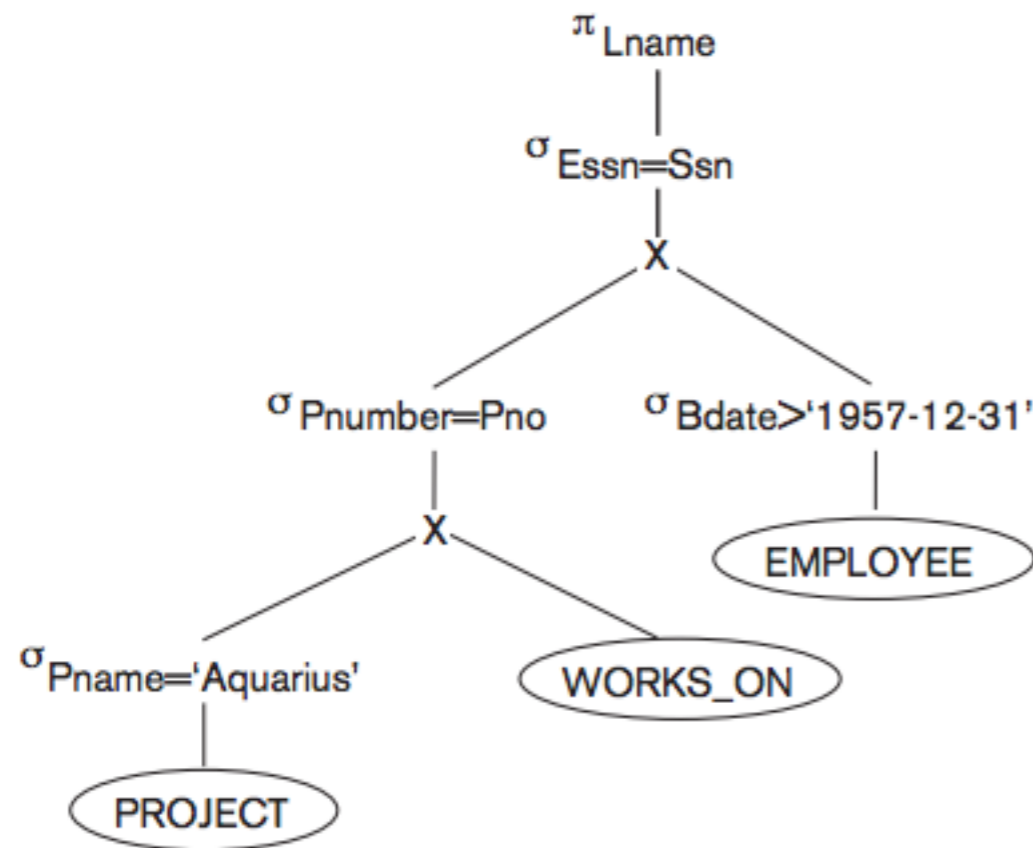 π Lname
σ Essn=Ssn
X
σ Pnumber=Pno
σ Bdate>‘1957-12-31’
X
EMPLOYEE
σ Pname=‘Aquarius’
WORKS_ON
PROJECT